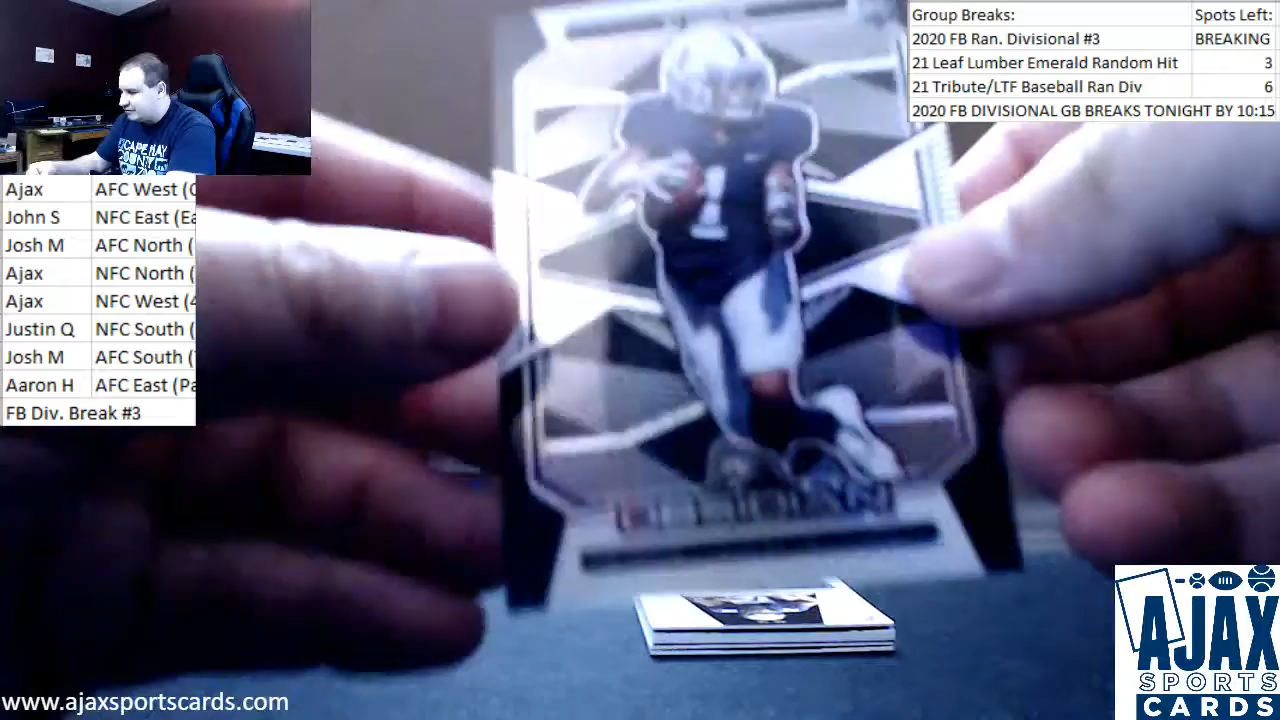 Group Breaks: Spots Left:
2020 FB Ran. Divisional #3 BREAKING
21 Leaf Lumber Emerald Random Hit 3
21 Tribute/LTF Baseball Ran Div 6
2020 FB DIVISIONAL GB BREAKS TONIGHT BY 10:15
CAPE MAY
Ajax AFC West (
John S NFC East (Ea
Josh M AFC North (
Ajax NFC North (
Ajax NFC West (4
Justin Q NFC South (
Josh M AFC South (
Aaron H AFC East (Pa
FB Div. Break #3
1
www.ajaxsportscards.com
AJAX
SPORTS
CARDS